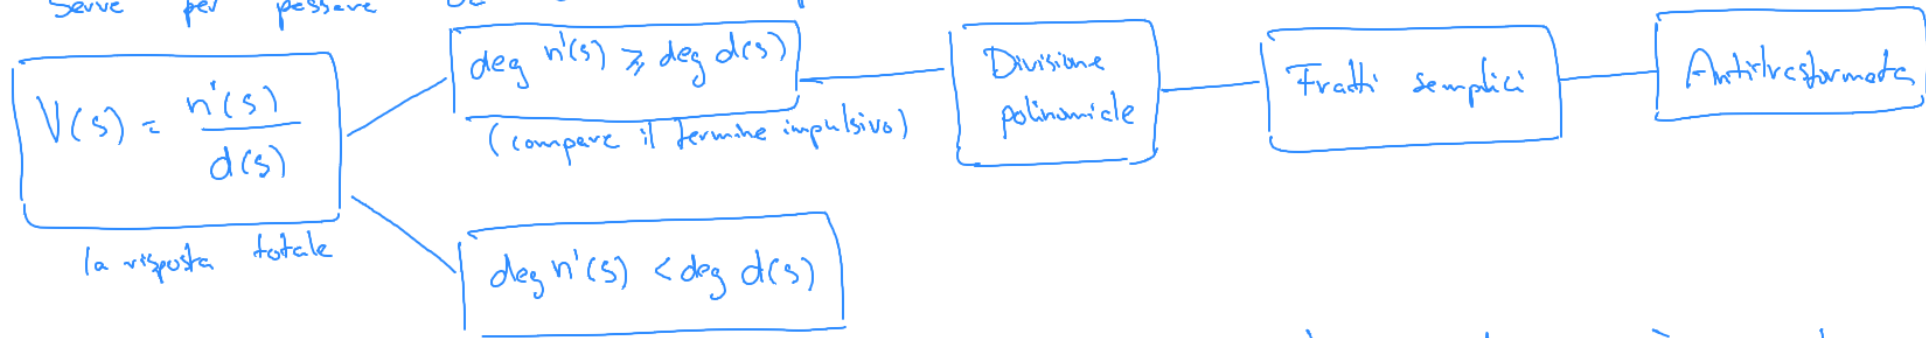 Serve per passare
V(s) = n'(s) / d(s)
la risposta totale
deg n'(s) ⩾ deg d(s)
(compare il termine impulsivo)
deg n'(s) < deg d(s)
Divisione
polinomiale
Fratti semplici
Antitrasformata